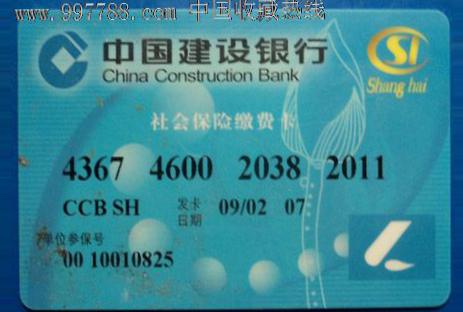 www.997788.com 中国收藏热线
中国建设银行
China Construction Bank
SI
Shang hai
社会保险缴费卡
4367 4600 2038 2011
CCB SH 发卡日期 09/02 07
单位参保号
00 10010825